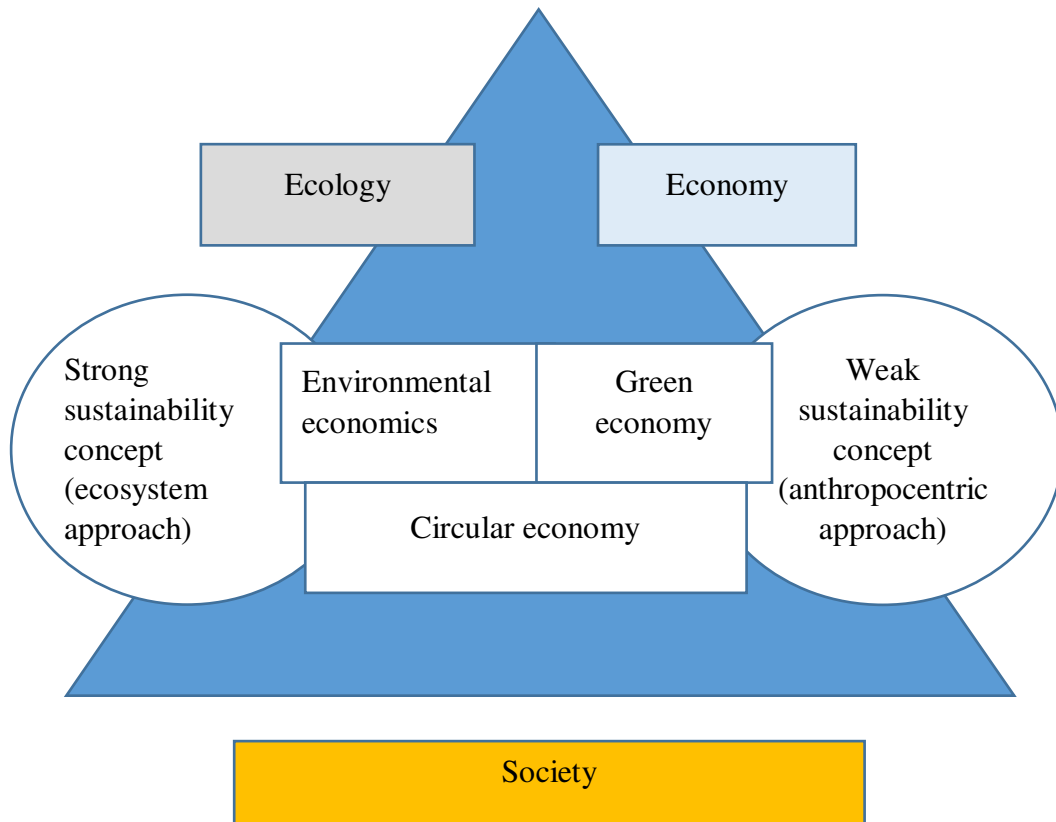 Ecology
Economy
Strong
sustainability
concept
(ecosystem
approach)
Environmental
economics
Green
economy
Weak
sustainability
concept
(anthropocentric
approach)
Circular economy
Society